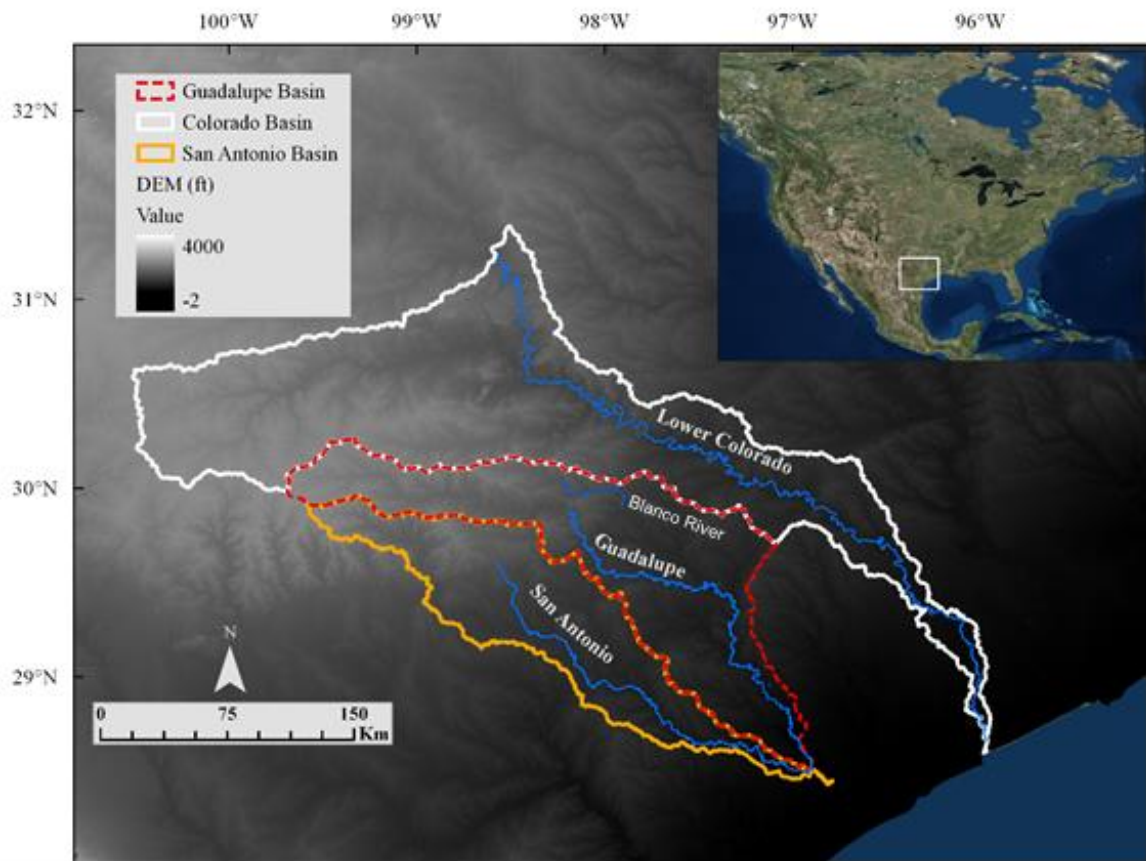 100°W 99°W 98°W 97°W 96°W
32°N
31°N
30°N
29°N
Guadalupe Basin
Colorado Basin
San Antonio Basin
DEM (ft)
Value
4000
-2
Lower Colorado
Blanco River
Guadalupe
San Antonio
N
0 75 150
Km